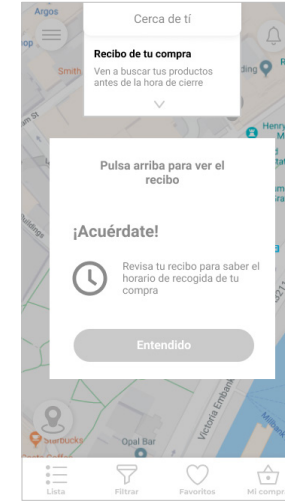 Argos
Cerca de tí
Recibo de tu compra
Ven a buscar tus productos
antes de la hora de cierre
Smith
Henry
Pulsa arriba para ver el
recibo
¡Acuérdate!
Revisa tu recibo para saber el
horario de recogida de tu
compra
Entendido
Victoria Emban
Starbucks
Opal Bar
Lista
Filtrar
Favoritos
Mi compr